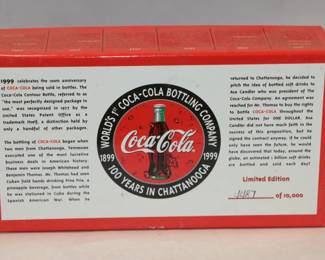 1999 celebrates the 100th anniversary
of COCA-COLA being sold in bottles. The
Coca-Cola Contour Bottle, referred to as
"the most perfectly designed package in
use," was recognized in 1977 by the
United States Patent Office as a
Trademark itself, a distinction held by
only a handful of other packages.
The bottling of COCA-COLA began when
two men from Chattanooga, Tennessee
executed one of the most lucrative
business deals in American history.
These men were Joseph Whitehead and
Benjamin Thomas. Mr. Thomas had seen
Cuban field hands drinking Pina Fria, a
pineapple beverage, from bottles while
he was stationed in Cuba during the
Spanish American War. When he
WORLD'S 1ST COCA-COLA BOTTLING COMPANY
1899
Coca-Cola
1999
100 YEARS IN CHATTANOOGA
returned to Chattanooga, he decided to
pitch the idea of bottled soft drinks to
Asa Candler who was then president of The
Coca-Cola Company. An agreement was
reached for Mr. Thomas to buy the rights
to bottle COCA-COLA throughout the
United States for ONE DOLLAR. Asa
Candler did not have much faith in the
success of this proposition, but he
signed the contract anyway. If he could
have seen the future, he would
have discovered that today, around the
globe, an estimated 1 billion soft drinks
are bottled and sold each day!
Limited Edition
of 10,000